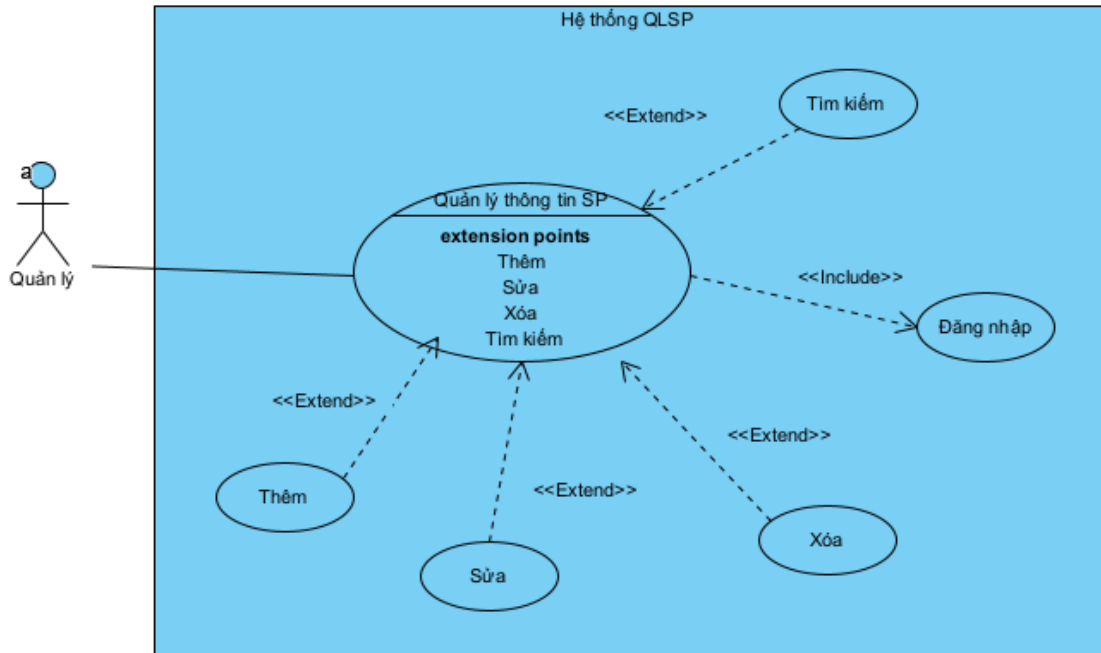 Hệ thống QLSP
Tìm kiếm
<<Extend>>
a
Quản lý
Quản lý thông tin SP
extension points
Thêm
Sửa
Xóa
Tìm kiếm
<<Include>>
Đăng nhập
<<Extend>>
<<Extend>>
<<Extend>>
Thêm
Sửa
Xóa